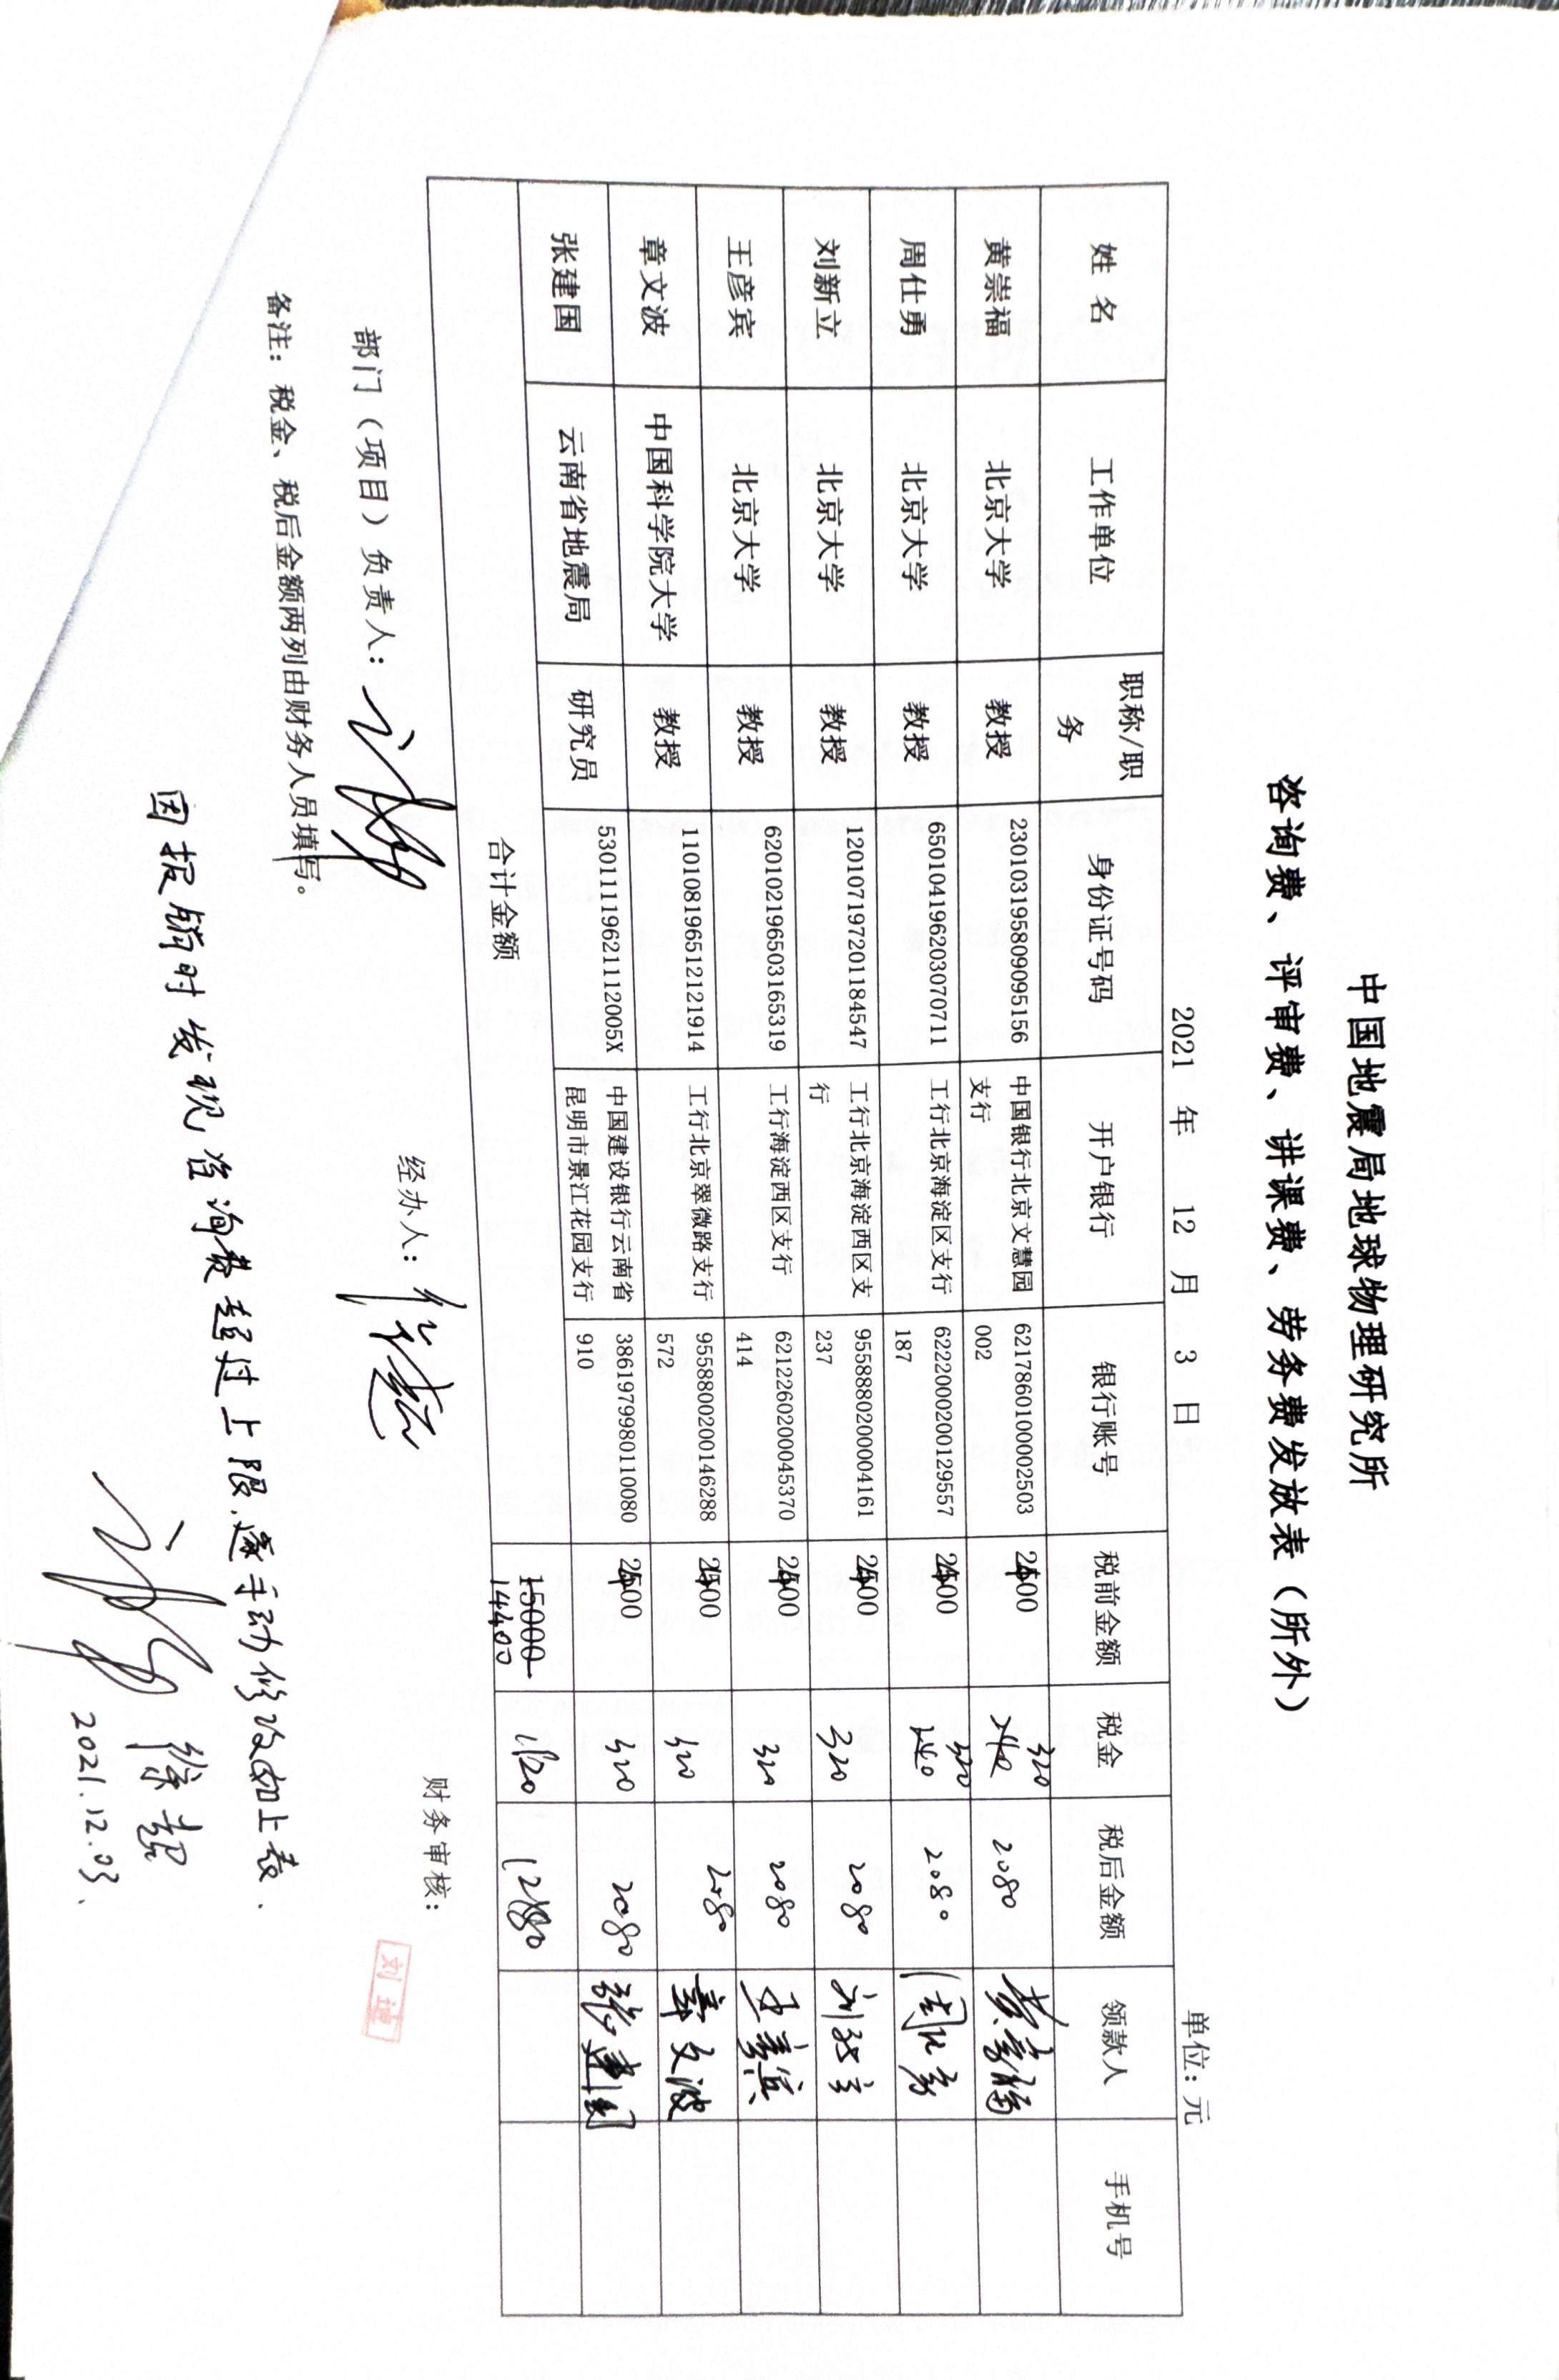 中国地震局地球物理研究所
咨询费、评审费、讲课费、劳务费发放表（所外）
2021 年 12 月 3 日 单位：元
姓 名 工作单位 职称/职务 身份证号码 开户银行 银行账号 税前金额 税金 税后金额 领款人 手机号
黄崇福 北京大学 教授 230103195809095156 中国银行北京文慧园支行 6217860100002503002 2400 240 320 2080 黄崇福
周仕勇 北京大学 教授 650104196203070711 工行北京海淀区支行 6222000200129557187 2400 240 320 2080 周仕勇
刘新立 北京大学 教授 120107197201184547 工行北京海淀西区支行 9558880200004161237 2400 320 2080 刘新立
王彦宾 北京大学 教授 620102196503165319 工行海淀西区支行 6212260200045370414 2400 320 2080 王彦宾
章文波 中国科学院大学 教授 110108196512121914 工行北京翠微路支行 9558800200146288572 2400 320 2080 章文波
张建国 云南省地震局 研究员 53011119621112005X 中国建设银行云南省昆明市景江花园支行 3861979980110080910 2400 320 2080 张建国
合计金额 15000 14400 1920 12480
部门（项目）负责人： 经办人： 徐超 财务审核：
备注：税金、税后金额两列由财务人员填写。
因报销时发现，咨询费超过上限，遂手动修改如上表。
徐超
2021.12.03.